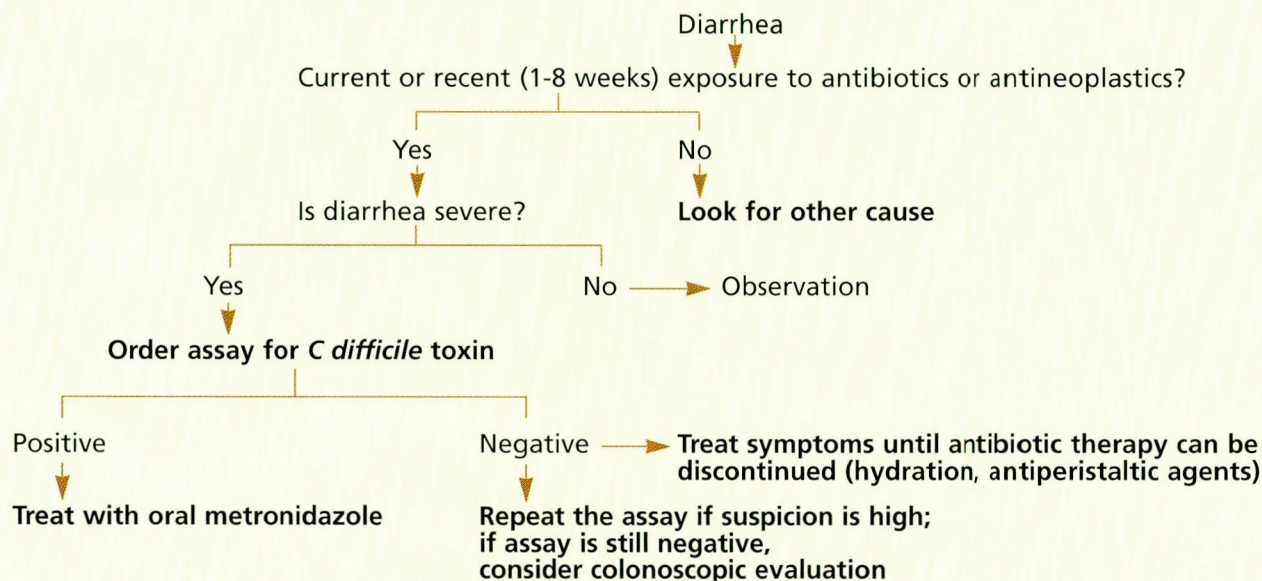 Diarrhea
Current or recent (1-8 weeks) exposure to antibiotics or antineoplastics?
Yes
No
Is diarrhea severe?
Look for other cause
Yes
No
Observation
Order assay for C difficile toxin
Positive
Negative
Treat symptoms until antibiotic therapy can be
discontinued (hydration, antiperistaltic agents)
Treat with oral metronidazole
Repeat the assay if suspicion is high;
if assay is still negative,
consider colonoscopic evaluation